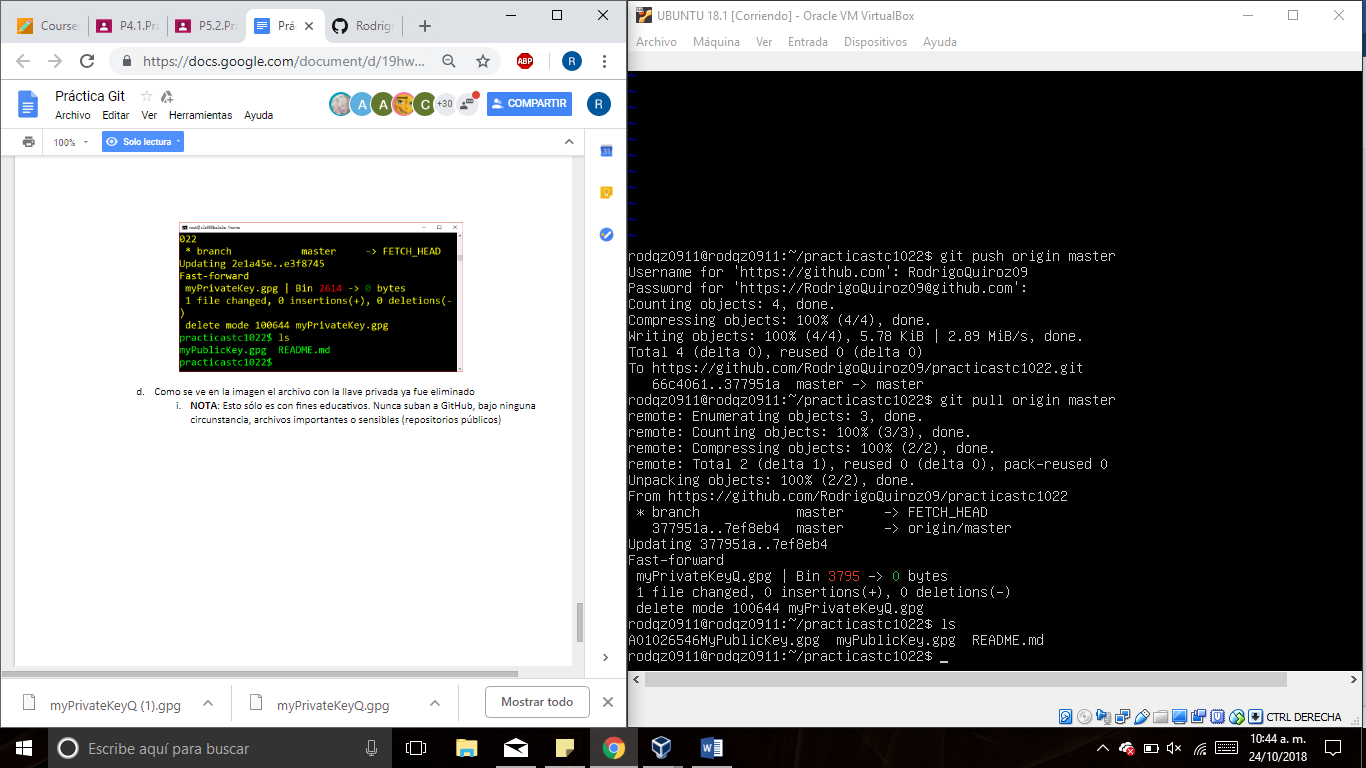 Course
P4.1.Pra
P5.2.Pra
Prá
Rodrig
https://docs.google.com/document/d/19hw...
ABP
R
Práctica Git
Archivo Editar Ver Herramientas Ayuda
A A C +30
COMPARTIR
R
100%
Solo lectura
31
022
* branch master -> FETCH_HEAD
Updating 2e1a45e..e3f8745
Fast-forward
myPrivateKey.gpg | Bin 2614 -> 0 bytes
1 file changed, 0 insertions(+), 0 deletions(-
)
delete mode 100644 myPrivateKey.gpg
practicastc1022$ ls
myPublicKey.gpg README.md
practicastc1022$
d. Como se ve en la imagen el archivo con la llave privada ya fue eliminado
i. NOTA: Esto sólo es con fines educativos. Nunca suban a GitHub, bajo ninguna
circunstancia, archivos importantes o sensibles (repositorios públicos)
myPrivateKeyQ (1).gpg
myPrivateKeyQ.gpg
Mostrar todo
UBUNTU 18.1 [Corriendo] - Oracle VM VirtualBox
Archivo Máquina Ver Entrada Dispositivos Ayuda
~
~
~
~
~
~
~
~
~
~
~
rodqz0911@rodqz0911:~/practicastc1022$ git push origin master
Username for 'https://github.com': RodrigoQuiroz09
Password for 'https://RodrigoQuiroz09@github.com':
Counting objects: 4, done.
Compressing objects: 100% (4/4), done.
Writing objects: 100% (4/4), 5.78 KiB | 2.89 MiB/s, done.
Total 4 (delta 0), reused 0 (delta 0)
To https://github.com/RodrigoQuiroz09/practicastc1022.git
66c4061..377951a master -> master
rodqz0911@rodqz0911:~/practicastc1022$ git pull origin master
remote: Enumerating objects: 3, done.
remote: Counting objects: 100% (3/3), done.
remote: Compressing objects: 100% (2/2), done.
remote: Total 2 (delta 1), reused 0 (delta 0), pack-reused 0
Unpacking objects: 100% (2/2), done.
From https://github.com/RodrigoQuiroz09/practicastc1022
* branch master -> FETCH_HEAD
377951a..7ef8eb4 master -> origin/master
Updating 377951a..7ef8eb4
Fast-forward
myPrivateKeyQ.gpg | Bin 3795 -> 0 bytes
1 file changed, 0 insertions(+), 0 deletions(-)
delete mode 100644 myPrivateKeyQ.gpg
rodqz0911@rodqz0911:~/practicastc1022$ ls
A01026546MyPublicKey.gpg myPublicKey.gpg README.md
rodqz0911@rodqz0911:~/practicastc1022$ _
CTRL DERECHA
Escribe aquí para buscar
10:44 a. m.
24/10/2018